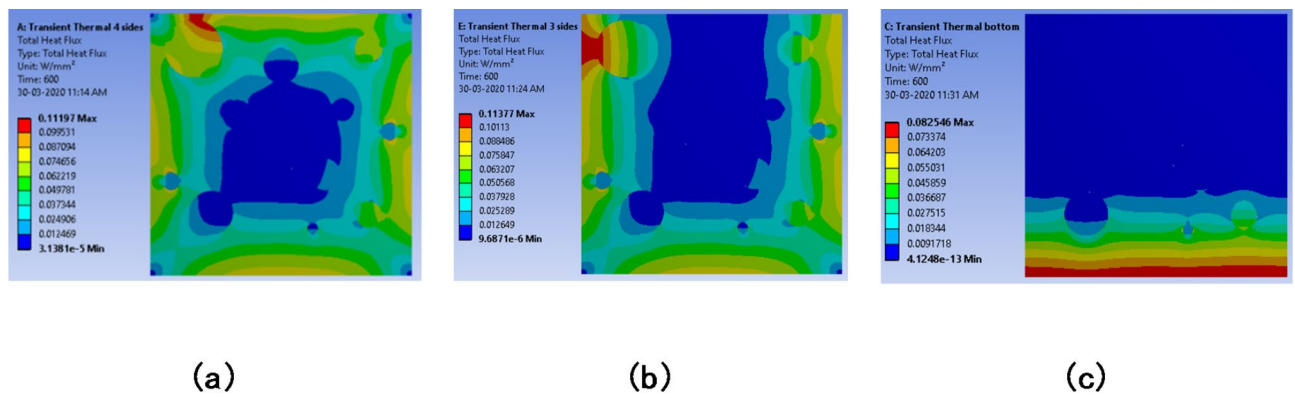 A: Transient Thermal 4 sides
Total Heat Flux
Type: Total Heat Flux
Unit: W/mm²
Time: 600
30-03-2020 11:14 AM
0.11197 Max
0.099531
0.087094
0.074656
0.062219
0.049781
0.037344
0.024906
0.012469
3.1381e-5 Min
E: Transient Thermal 3 sides
Total Heat Flux
Type: Total Heat Flux
Unit: W/mm²
Time: 600
30-03-2020 11:24 AM
0.11377 Max
0.10113
0.088486
0.075847
0.063207
0.050568
0.037928
0.025289
0.012649
9.6871e-6 Min
C: Transient Thermal bottom
Total Heat Flux
Type: Total Heat Flux
Unit: W/mm²
Time: 600
30-03-2020 11:31 AM
0.082546 Max
0.073374
0.064203
0.055031
0.045859
0.036687
0.027515
0.018344
0.0091718
4.1248e-13 Min
(a)
(b)
(c)